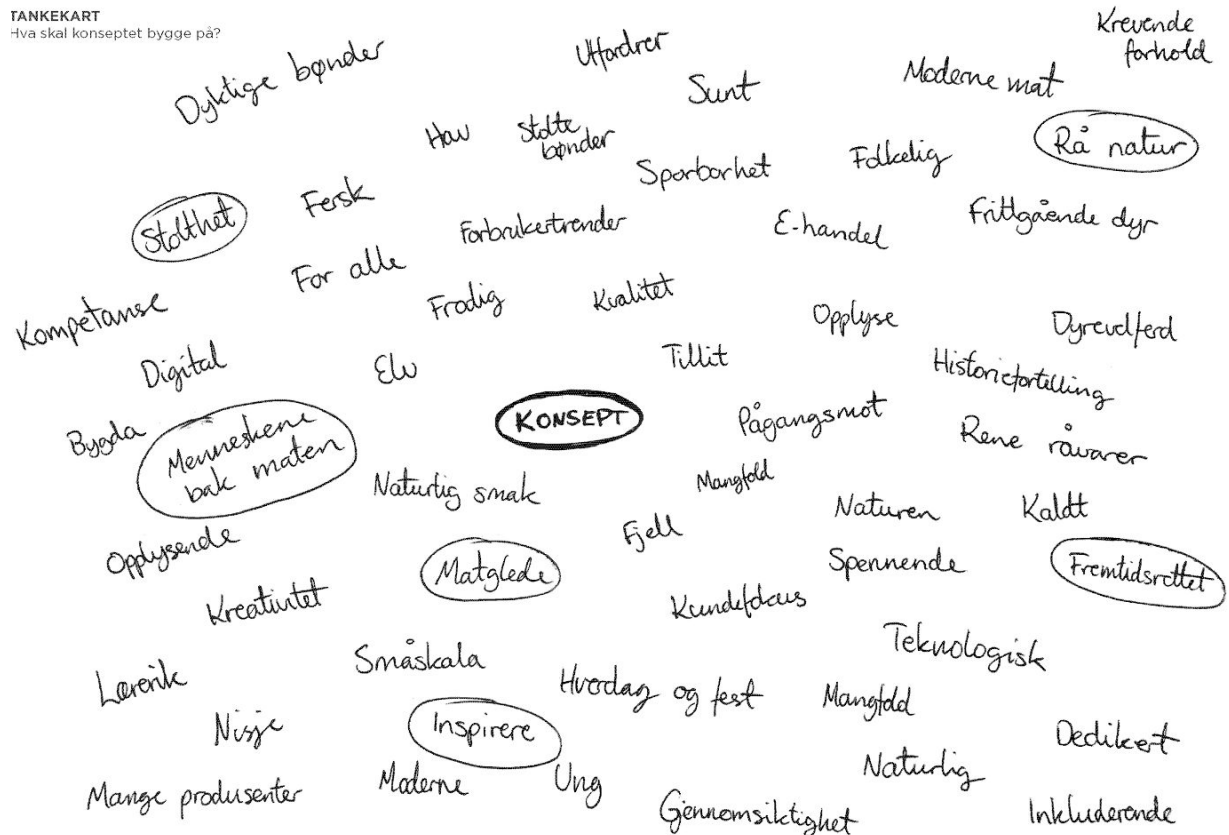 TANKEKART
Hva skal konseptet bygge på?
Krevende
forhold
Dyktige bønder
Utfordrer
Sunt
Moderne mat
Hav
Stolte
bønder
Sporbarhet
Folkelig
Rå natur
Stolthet
Fersk
Forbrukertrender
E-handel
Frittgående dyr
For alle
Kompetanse
Frodig
Kvalitet
Opplyse
Dyrevelferd
Digital
Elv
Tillit
Historiefortelling
Bygda
Menneskene
bak maten
KONSEPT
Pågangsmot
Rene råvarer
Naturlig smak
Mangfold
Naturen
Kaldt
Opplysende
Matglede
Fjell
Spennende
Fremtidsrettet
Kreativitet
Kundefokus
Teknologisk
Lærerik
Småskala
Hverdag og fest
Mangfold
Nisje
Inspirere
Dedikert
Mange produsenter
Moderne
Ung
Naturlig
Gjennomsiktighet
Inkluderende